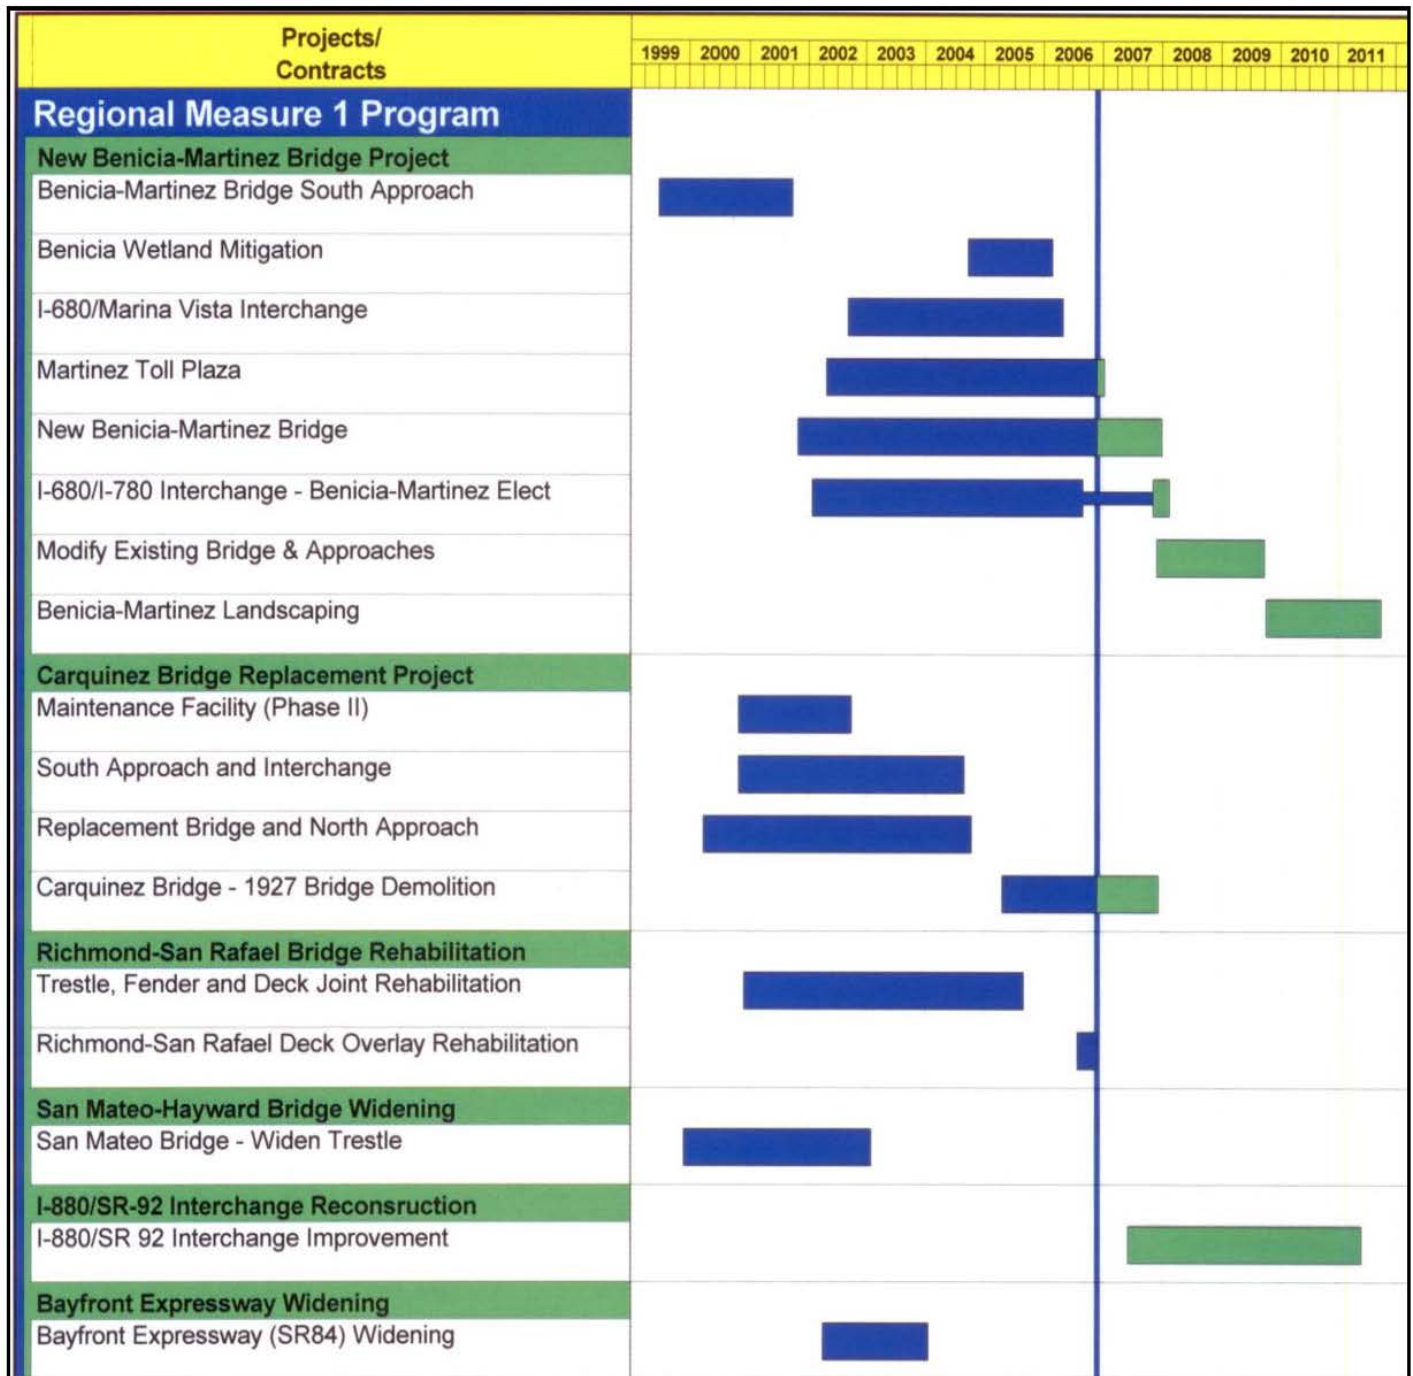 Projects/
Contracts
1999 2000 2001 2002 2003 2004 2005 2006 2007 2008 2009 2010 2011
Regional Measure 1 Program
New Benicia-Martinez Bridge Project
Benicia-Martinez Bridge South Approach
Benicia Wetland Mitigation
I-680/Marina Vista Interchange
Martinez Toll Plaza
New Benicia-Martinez Bridge
I-680/I-780 Interchange - Benicia-Martinez Elect
Modify Existing Bridge & Approaches
Benicia-Martinez Landscaping
Carquinez Bridge Replacement Project
Maintenance Facility (Phase II)
South Approach and Interchange
Replacement Bridge and North Approach
Carquinez Bridge - 1927 Bridge Demolition
Richmond-San Rafael Bridge Rehabilitation
Trestle, Fender and Deck Joint Rehabilitation
Richmond-San Rafael Deck Overlay Rehabilitation
San Mateo-Hayward Bridge Widening
San Mateo Bridge - Widen Trestle
I-880/SR-92 Interchange Reconsruction
I-880/SR 92 Interchange Improvement
Bayfront Expressway Widening
Bayfront Expressway (SR84) Widening